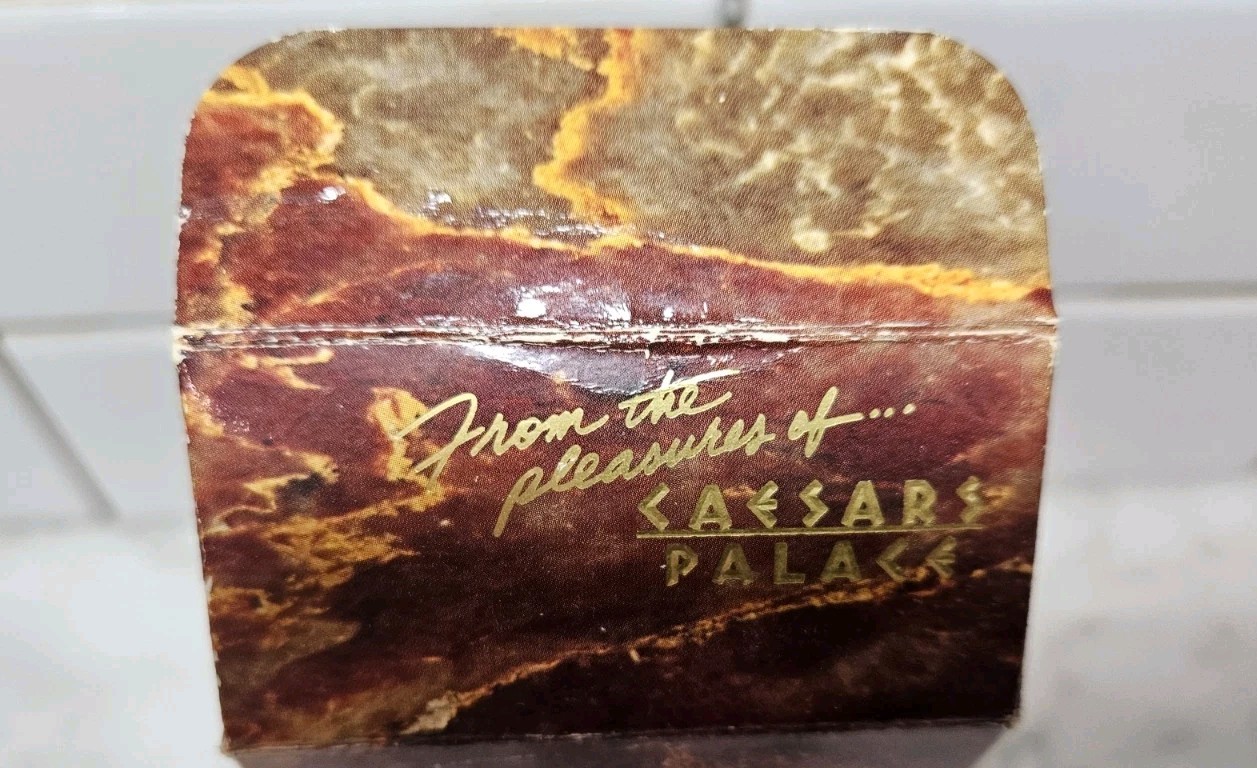 From the
pleasures of...
CAESARS
PALACE